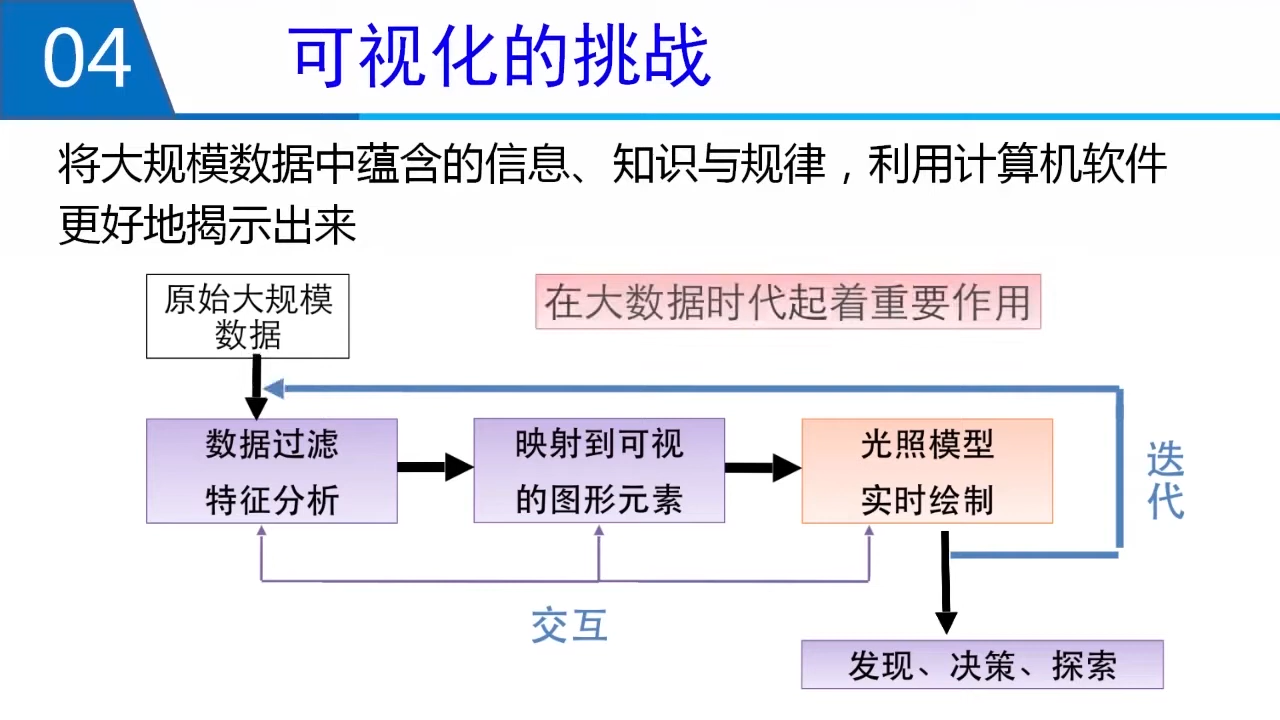 04
可视化的挑战
将大规模数据中蕴含的信息、知识与规律，利用计算机软件
更好地揭示出来
原始大规模
数据
在大数据时代起着重要作用
数据过滤
特征分析
映射到可视
的图形元素
光照模型
实时绘制
迭
代
交互
发现、决策、探索